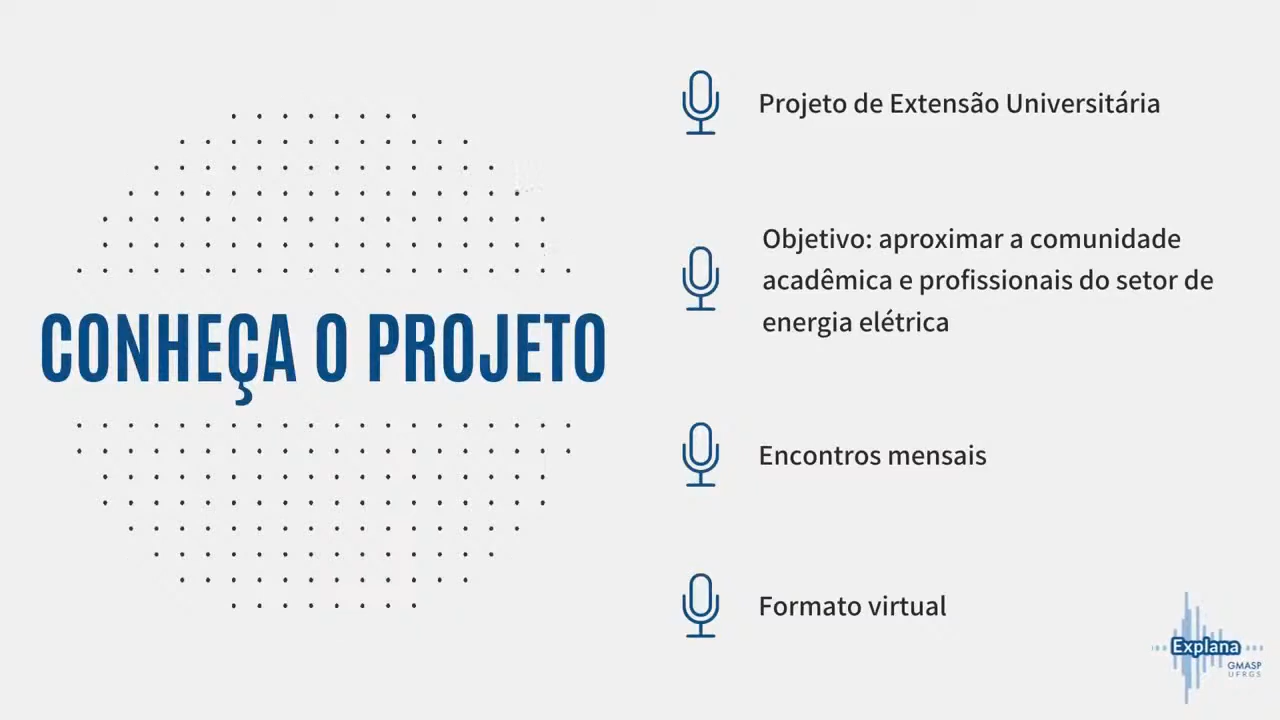 CONHEÇA O PROJETO
Projeto de Extensão Universitária
Objetivo: aproximar a comunidade
acadêmica e profissionais do setor de
energia elétrica
Encontros mensais
Formato virtual
Explana
GMASP
UFRGS